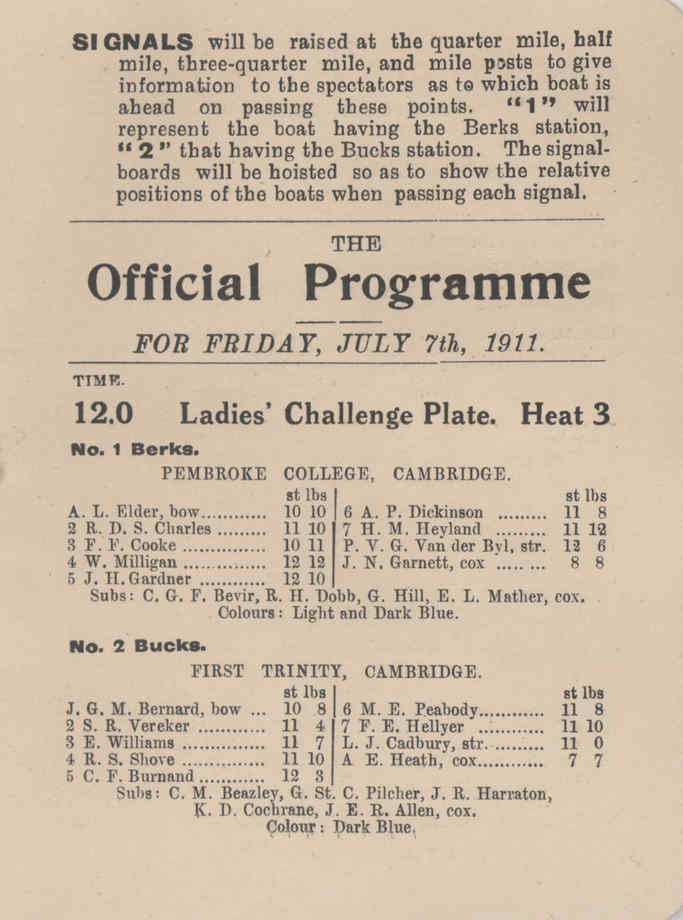 SIGNALS will be raised at the quarter mile, half
mile, three-quarter mile, and mile posts to give
information to the spectators as to which boat is
ahead on passing these points. “1” will
represent the boat having the Berks station,
“2” that having the Bucks station. The signal-
boards will be hoisted so as to show the relative
positions of the boats when passing each signal.
THE
Official Programme
FOR FRIDAY, JULY 7th, 1911.
TIME.
12.0 Ladies' Challenge Plate. Heat 3
No. 1 Berks.
PEMBROKE COLLEGE, CAMBRIDGE.
st lbs st lbs
A. L. Elder, bow............ 10 10 6 A. P. Dickinson ......... 11 8
2 R. D. S. Charles ......... 11 10 7 H. M. Heyland ......... 11 12
3 F. F. Cooke ............... 10 11 P. V. G. Van der Byl, str. 12 6
4 W. Milligan ............... 12 12 J. N. Garnett, cox ..... ... 8 8
5 J. H. Gardner ............ 12 10
Subs: C. G. F. Bevir, R. H. Dobb, G. Hill, E. L. Mather, cox.
Colours: Light and Dark Blue.
No. 2 Bucks.
FIRST TRINITY, CAMBRIDGE.
st lbs st lbs
J. G. M. Bernard, bow ... 10 8 6 M. E. Peabody............ 11 8
2 S. R. Vereker ............ 11 4 7 F. E. Hellyer ............ 11 10
3 E. Williams ............... 11 7 L. J. Cadbury, str. ......... 11 0
4 R. S. Shove ............... 11 10 A E. Heath, cox............ 7 7
5 C. F. Burnand ............ 12 3
Subs: C. M. Beazley, G. St. C. Pilcher, J. R. Harraton,
K. D. Cochrane, J. E. R. Allen, cox.
Colour: Dark Blue.